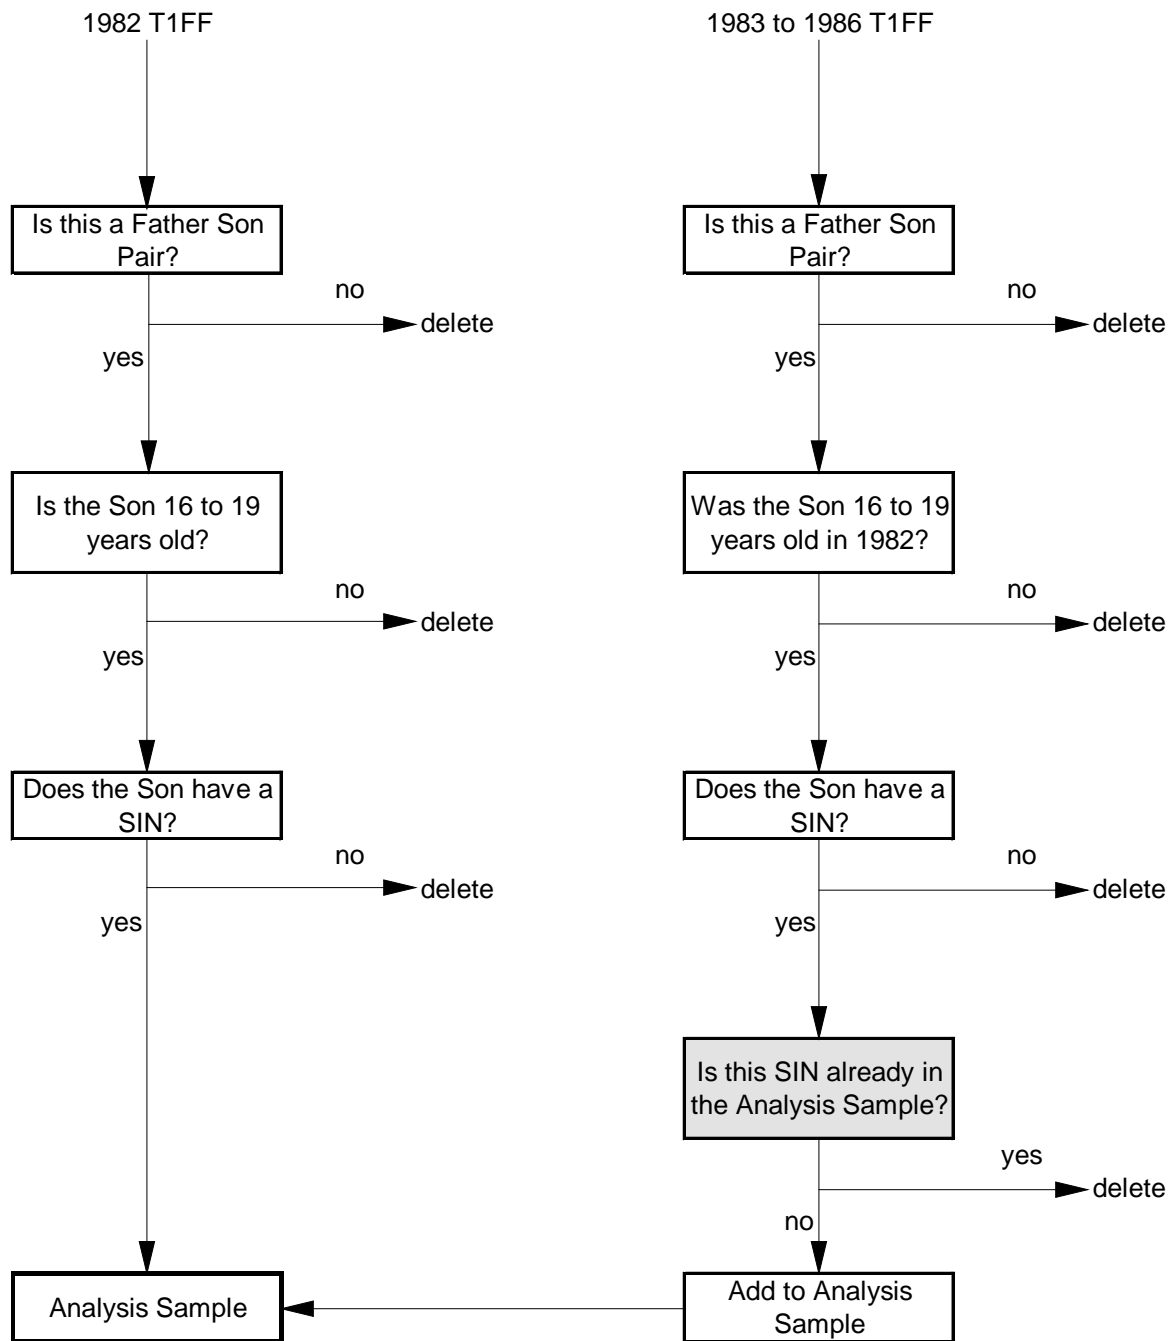 1982 T1FF
1983 to 1986 T1FF
Is this a Father Son
Pair?
Is this a Father Son
Pair?
no
delete
no
delete
yes
yes
Is the Son 16 to 19
years old?
Was the Son 16 to 19
years old in 1982?
no
delete
no
delete
yes
yes
Does the Son have a
SIN?
Does the Son have a
SIN?
no
delete
no
delete
yes
yes
Is this SIN already in
the Analysis Sample?
yes
delete
no
Analysis Sample
Add to Analysis
Sample